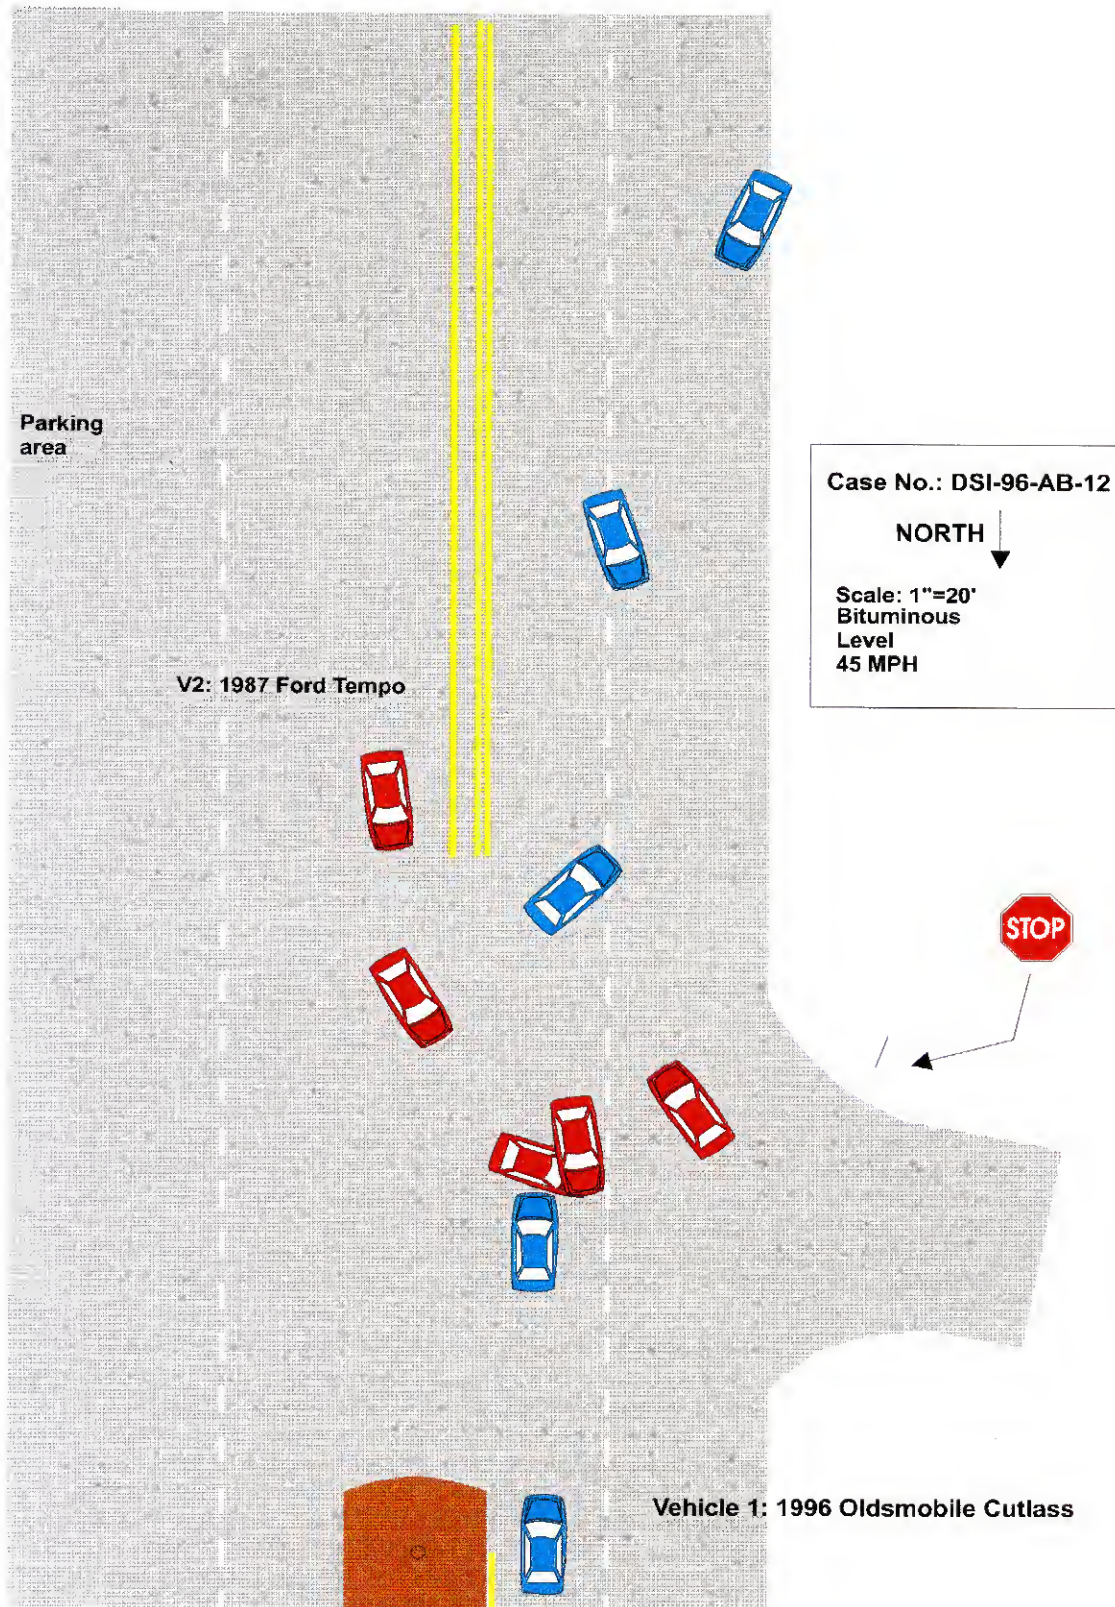 Parking
area
Case No.: DSI-96-AB-12
NORTH
Scale: 1"=20'
Bituminous
Level
45 MPH
V2: 1987 Ford Tempo
STOP
Vehicle 1: 1996 Oldsmobile Cutlass